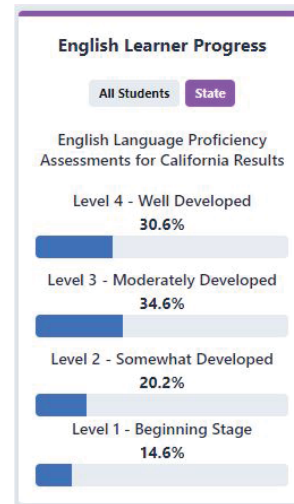 English Learner Progress
All Students State
English Language Proficiency
Assessments for California Results
Level 4 - Well Developed
30.6%
Level 3 - Moderately Developed
34.6%
Level 2 - Somewhat Developed
20.2%
Level 1 - Beginning Stage
14.6%